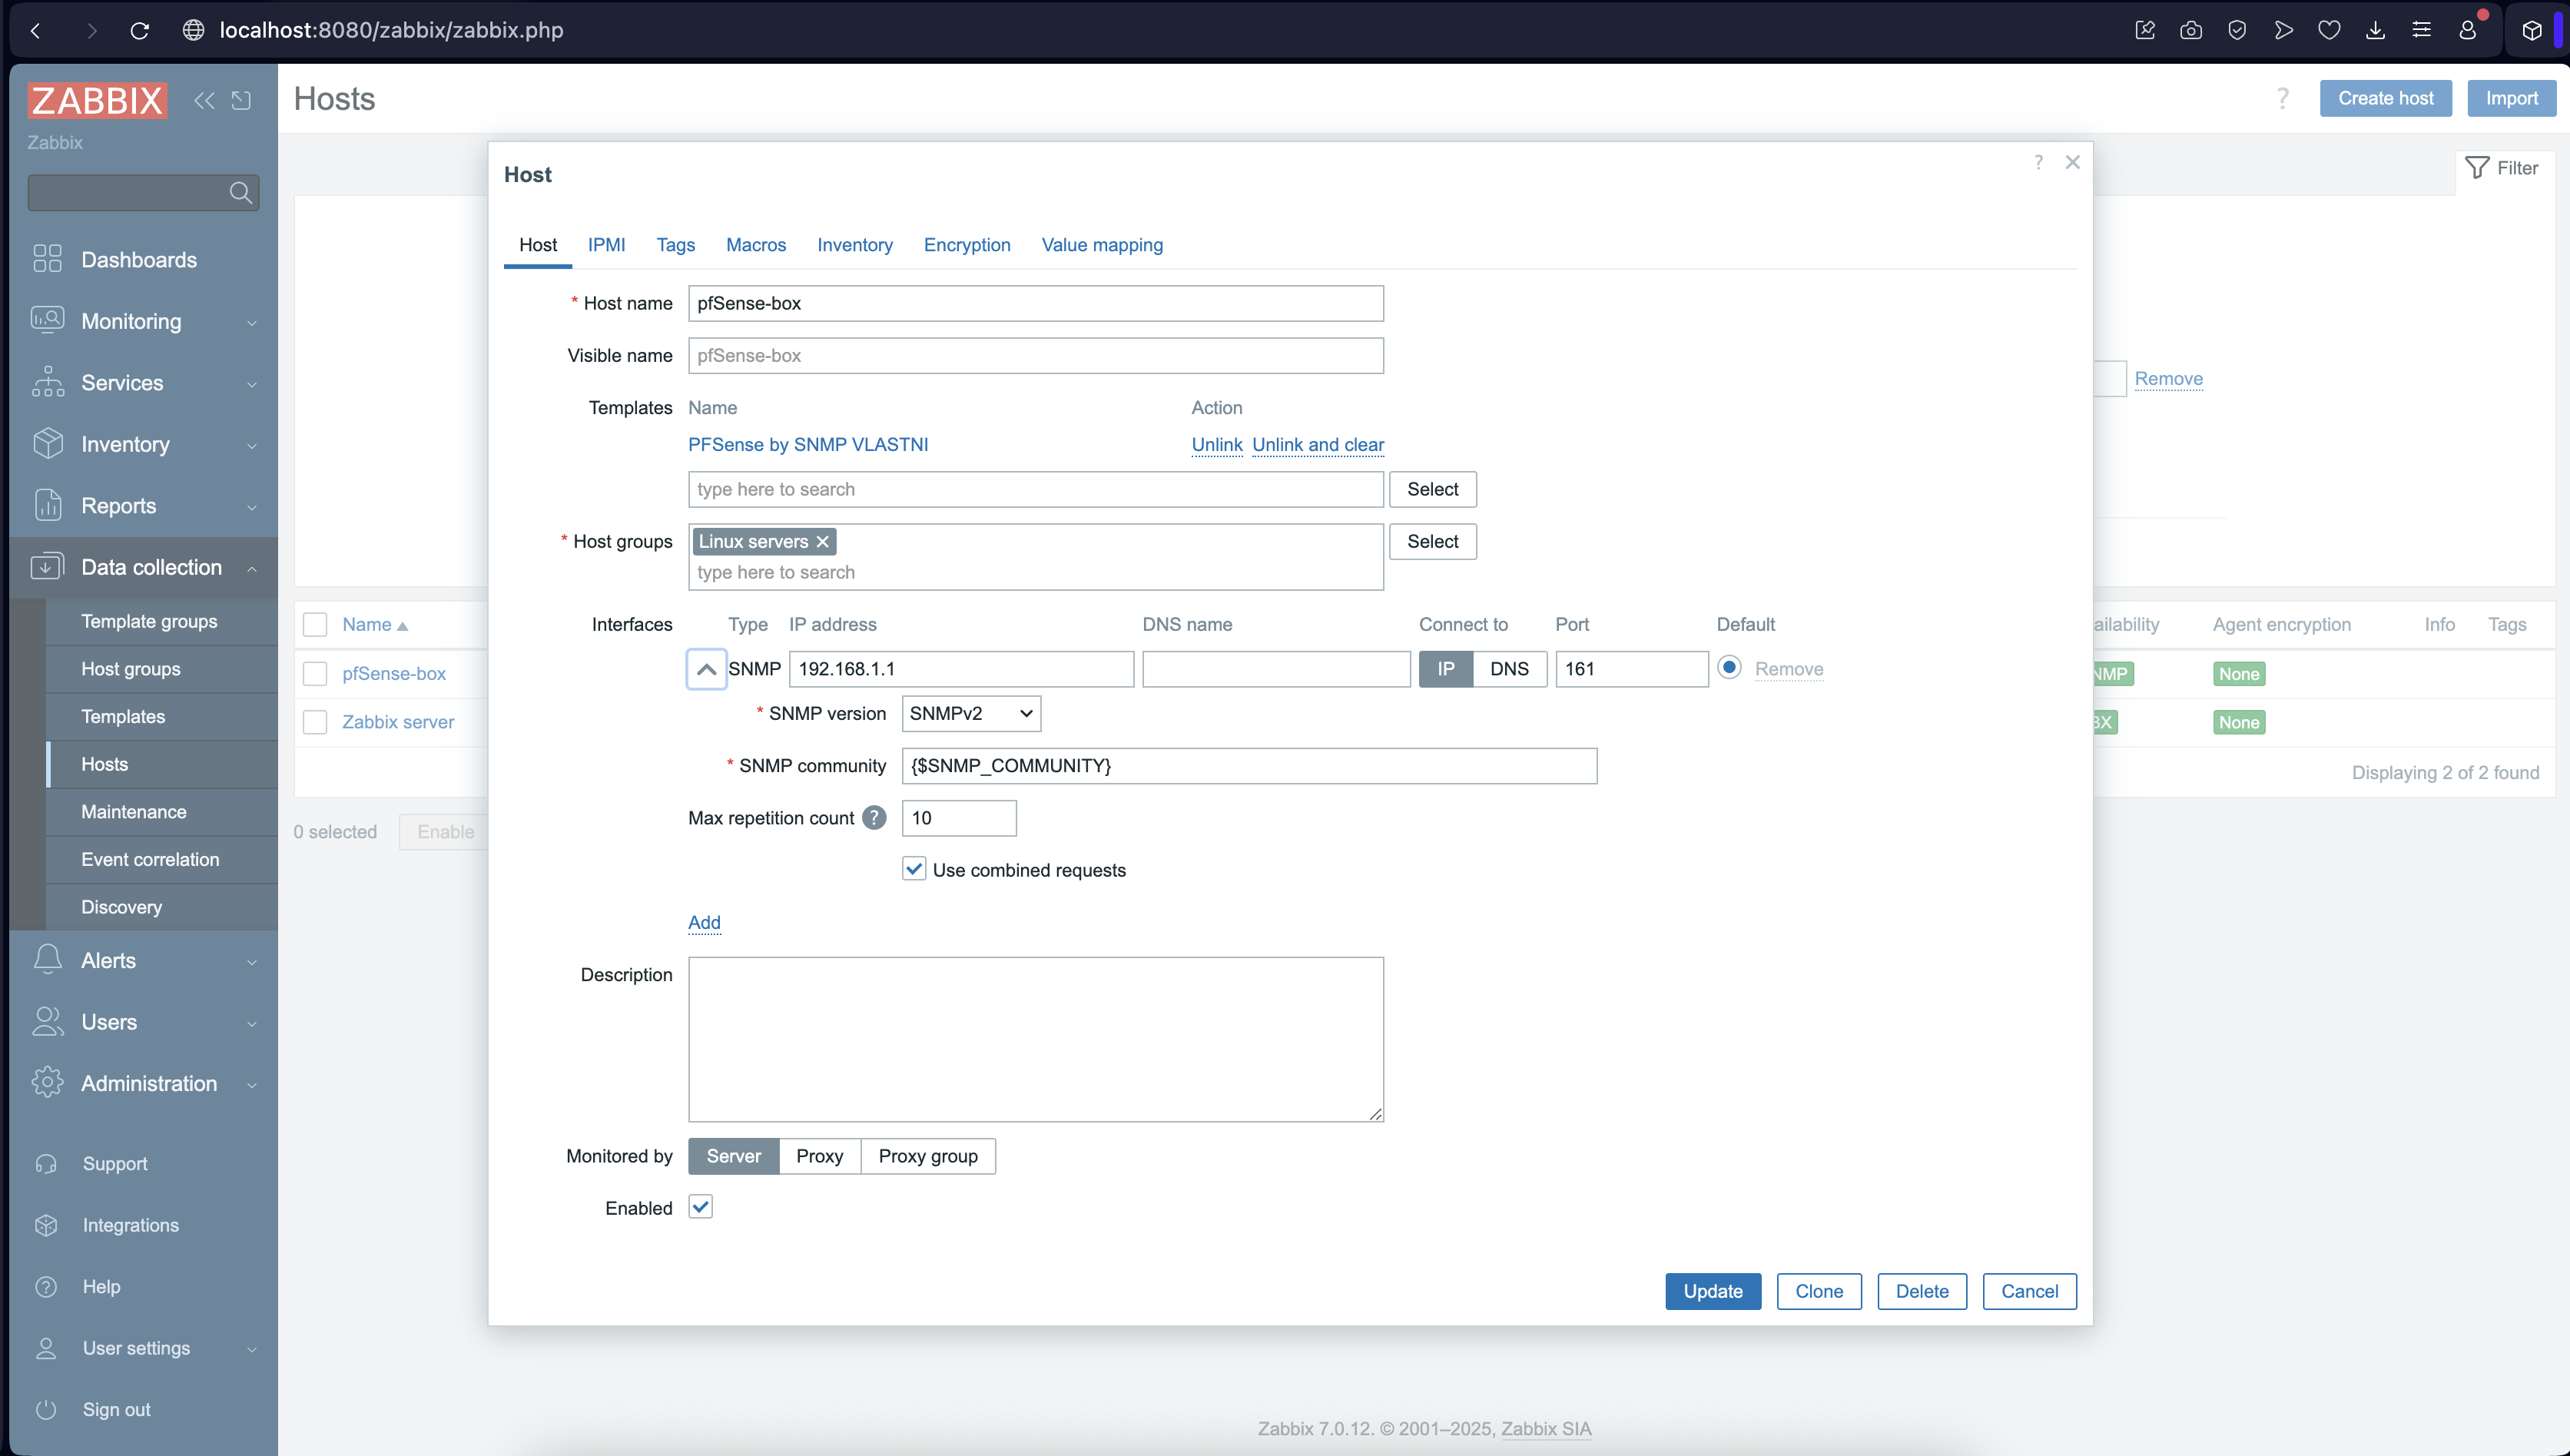 localhost:8080/zabbix/zabbix.php
ZABBIX
Zabbix
Dashboards
Monitoring
Services
Inventory
Reports
Data collection
Template groups
Host groups
Templates
Hosts
Maintenance
Event correlation
Discovery
Alerts
Users
Administration
Support
Integrations
Help
User settings
Sign out
Hosts
? Create host Import
Filter
Remove
Host
?
Host IPMI Tags Macros Inventory Encryption Value mapping
* Host name pfSense-box
Visible name pfSense-box
Templates Name Action
PFSense by SNMP VLASTNI Unlink Unlink and clear
type here to search Select
* Host groups Linux servers Select
type here to search
Interfaces Type IP address DNS name Connect to Port Default
SNMP 192.168.1.1 IP DNS 161 Remove
* SNMP version SNMPv2
* SNMP community {$SNMP_COMMUNITY}
Max repetition count ? 10
Use combined requests
Add
Description
Monitored by Server Proxy Proxy group
Enabled
Update Clone Delete Cancel
Name ailability Agent encryption Info Tags
pfSense-box NMP None
Zabbix server BX None
Displaying 2 of 2 found
0 selected Enable
Zabbix 7.0.12. © 2001–2025, Zabbix SIA